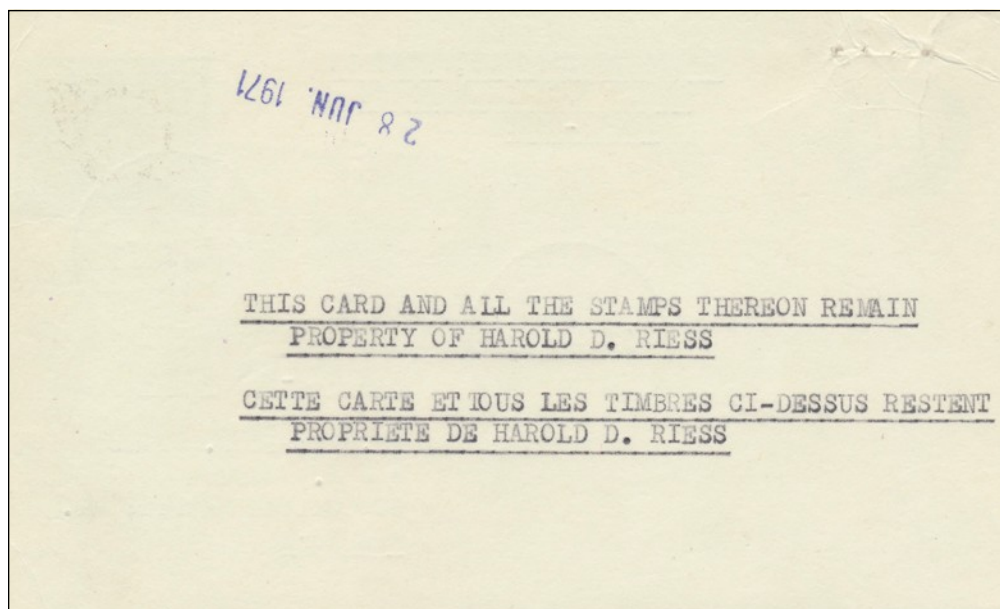 28 JUN. 1971
THIS CARD AND ALL THE STAMPS THEREON REMAIN
PROPERTY OF HAROLD D. RIESS
CETTE CARTE ET TOUS LES TIMBRES CI-DESSUS RESTENT
PROPRIETE DE HAROLD D. RIESS